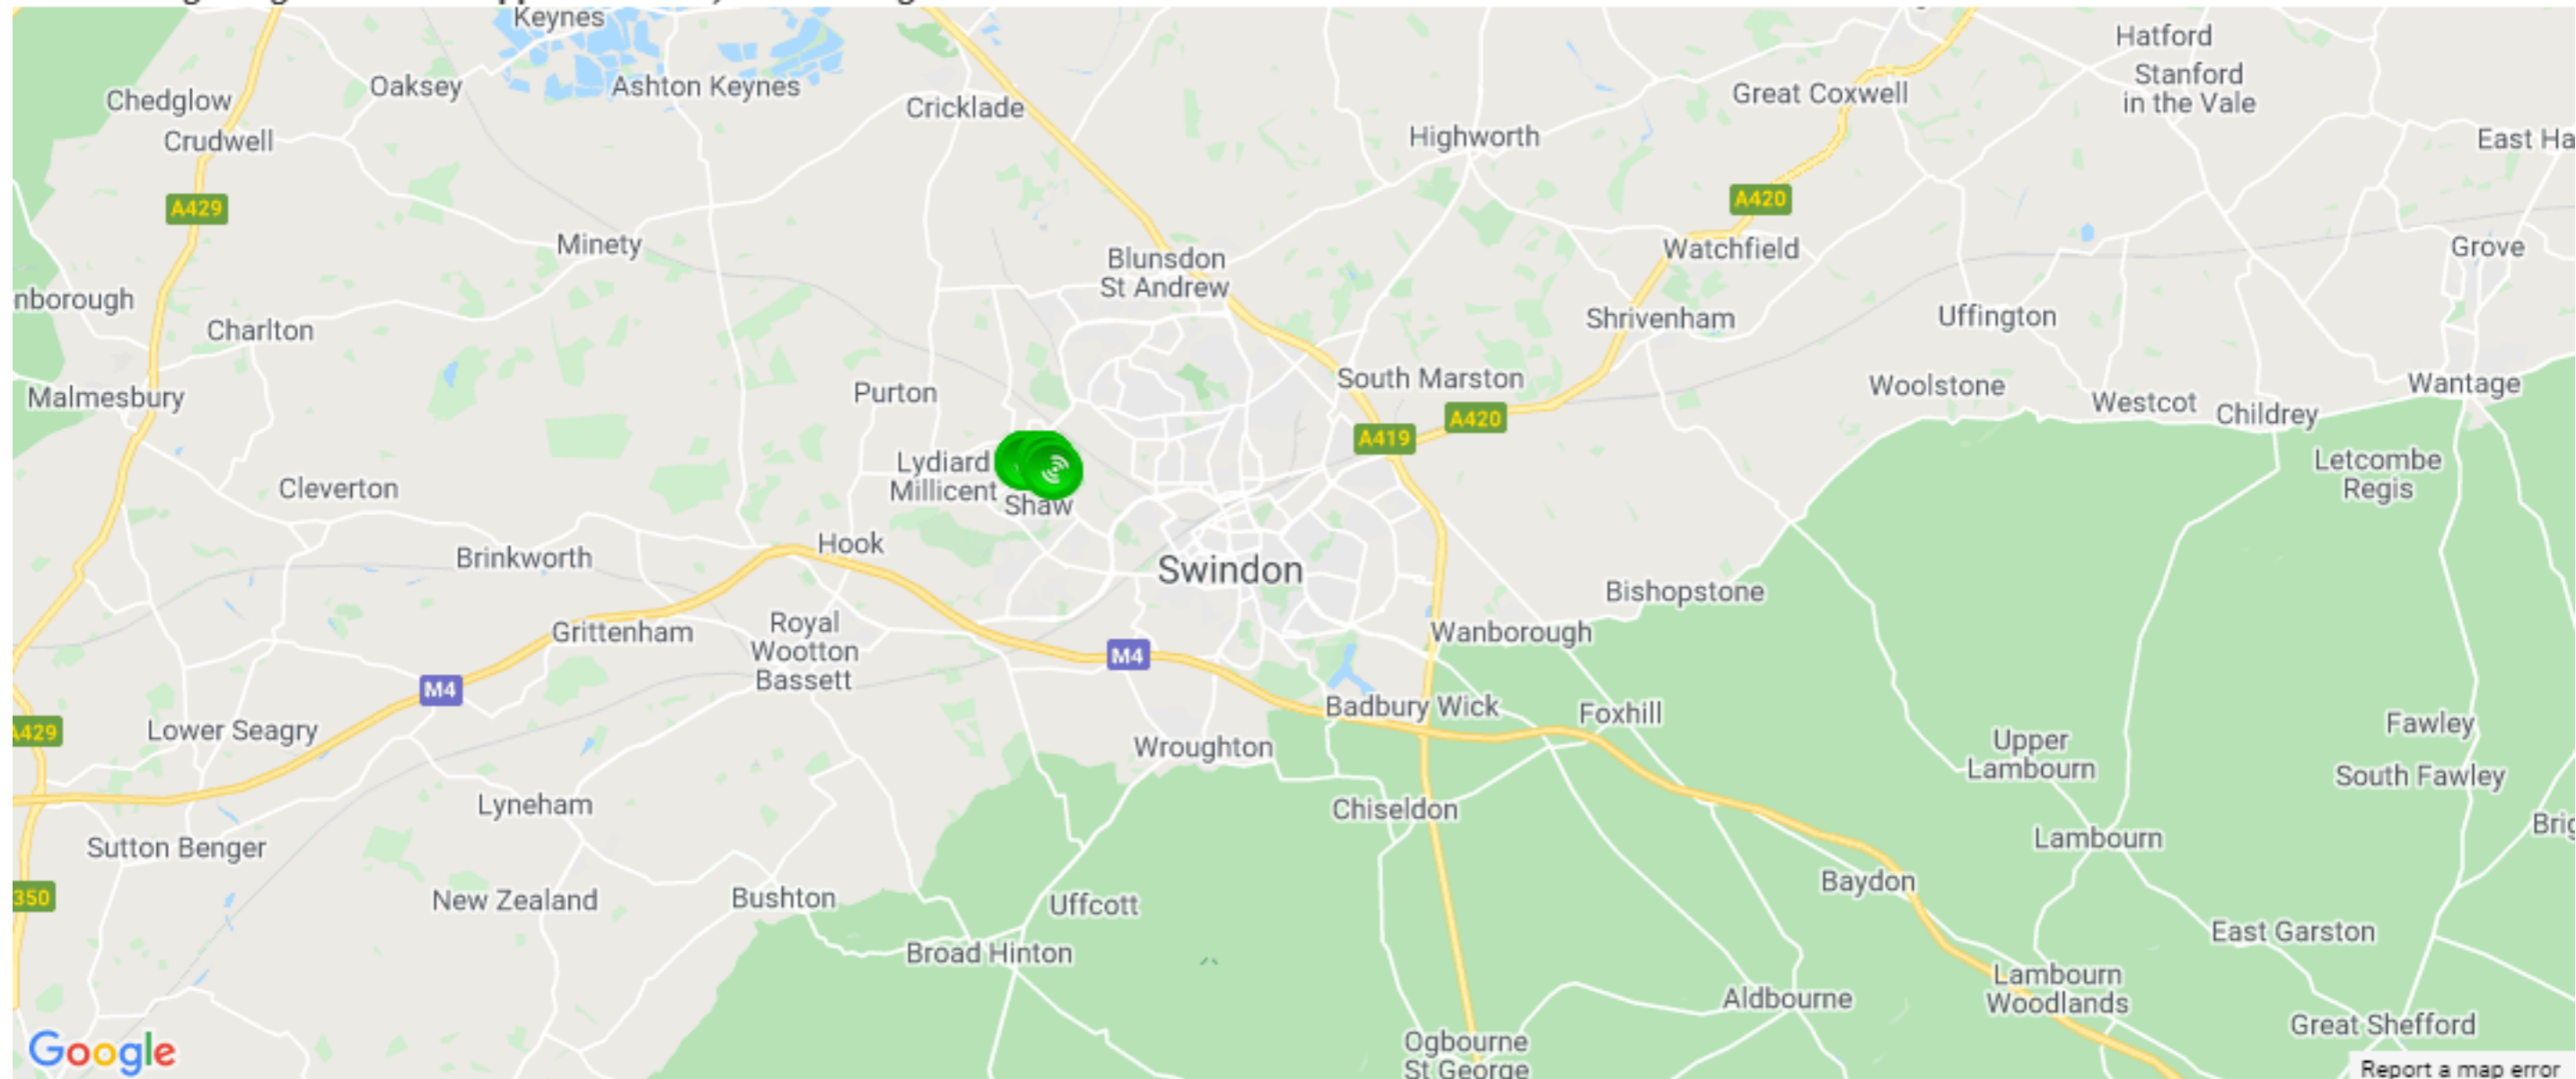 Keynes
Hatford
Chedglow
Oaksey
Ashton Keynes
Cricklade
Great Coxwell
Stanford
in the Vale
Crudwell
Highworth
East Ha
A429
A420
Minety
Blunsdon
St Andrew
Watchfield
Grove
nborough
Charlton
Shrivenham
Uffington
Malmesbury
Purton
South Marston
Woolstone
Westcot
Childrey
Wantage
A419
A420
Lydiard
Millicent
Shaw
Letcombe
Regis
Cleverton
Brinkworth
Hook
Swindon
Bishopstone
Grittenham
Royal
Wootton
Bassett
M4
Wanborough
M4
A429
Lower Seagry
Badbury Wick
Foxhill
Wroughton
Upper
Lambourn
Fawley
South Fawley
Lyneham
Chiseldon
Lambourn
Brig
Sutton Benger
350
New Zealand
Bushton
Uffcott
Baydon
Broad Hinton
East Garston
Lambourn
Woodlands
Aldbourne
Great Shefford
Ogbourne
St George
Google
Report a map error